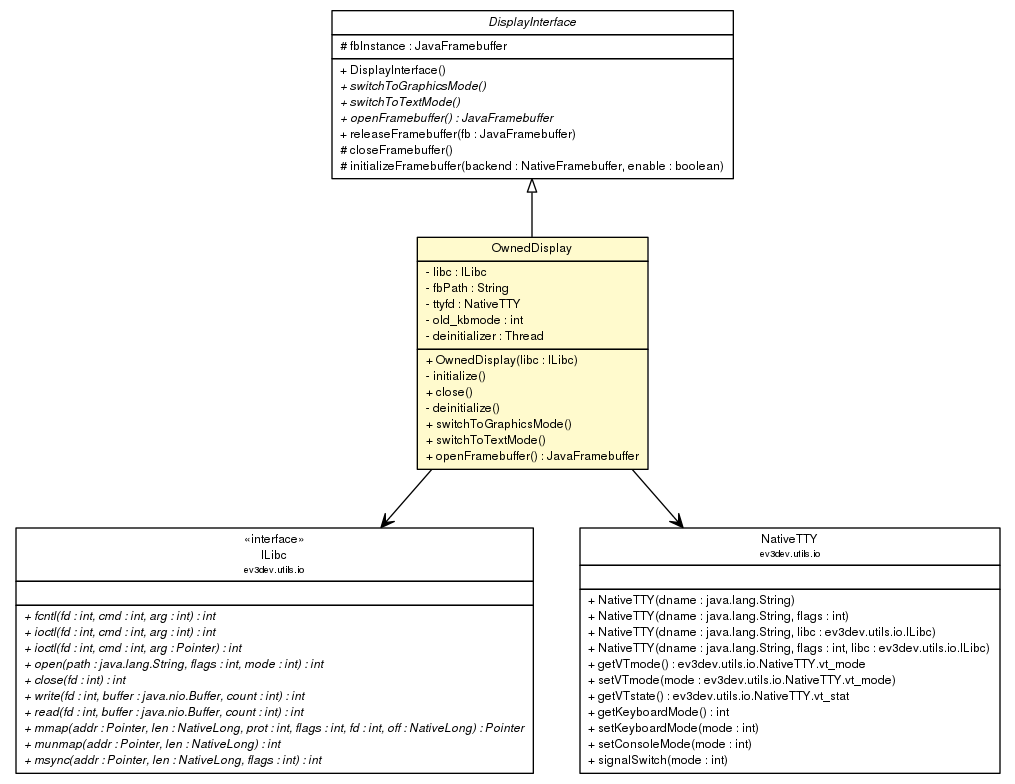 DisplayInterface
# fbInstance : JavaFramebuffer
+ DisplayInterface()
+ switchToGraphicsMode()
+ switchToTextMode()
+ openFramebuffer() : JavaFramebuffer
+ releaseFramebuffer(fb : JavaFramebuffer)
# closeFramebuffer()
# initializeFramebuffer(backend : NativeFramebuffer, enable : boolean)
OwnedDisplay
- libc : ILibc
- fbPath : String
- ttyfd : NativeTTY
- old_kbmode : int
- deinitializer : Thread
+ OwnedDisplay(libc : ILibc)
- initialize()
+ close()
- deinitialize()
+ switchToGraphicsMode()
+ switchToTextMode()
+ openFramebuffer() : JavaFramebuffer
«interface»
ILibc
ev3dev.utils.io
+ fcntl(fd : int, cmd : int, arg : int) : int
+ ioctl(fd : int, cmd : int, arg : int) : int
+ ioctl(fd : int, cmd : int, arg : Pointer) : int
+ open(path : java.lang.String, flags : int, mode : int) : int
+ close(fd : int) : int
+ write(fd : int, buffer : java.nio.Buffer, count : int) : int
+ read(fd : int, buffer : java.nio.Buffer, count : int) : int
+ mmap(addr : Pointer, len : NativeLong, prot : int, flags : int, fd : int, off : NativeLong) : Pointer
+ munmap(addr : Pointer, len : NativeLong) : int
+ msync(addr : Pointer, len : NativeLong, flags : int) : int
NativeTTY
ev3dev.utils.io
+ NativeTTY(dname : java.lang.String)
+ NativeTTY(dname : java.lang.String, flags : int)
+ NativeTTY(dname : java.lang.String, libc : ev3dev.utils.io.ILibc)
+ NativeTTY(dname : java.lang.String, flags : int, libc : ev3dev.utils.io.ILibc)
+ getVTmode() : ev3dev.utils.io.NativeTTY.vt_mode
+ setVTmode(mode : ev3dev.utils.io.NativeTTY.vt_mode)
+ getVTstate() : ev3dev.utils.io.NativeTTY.vt_stat
+ getKeyboardMode() : int
+ setKeyboardMode(mode : int)
+ setConsoleMode(mode : int)
+ signalSwitch(mode : int)